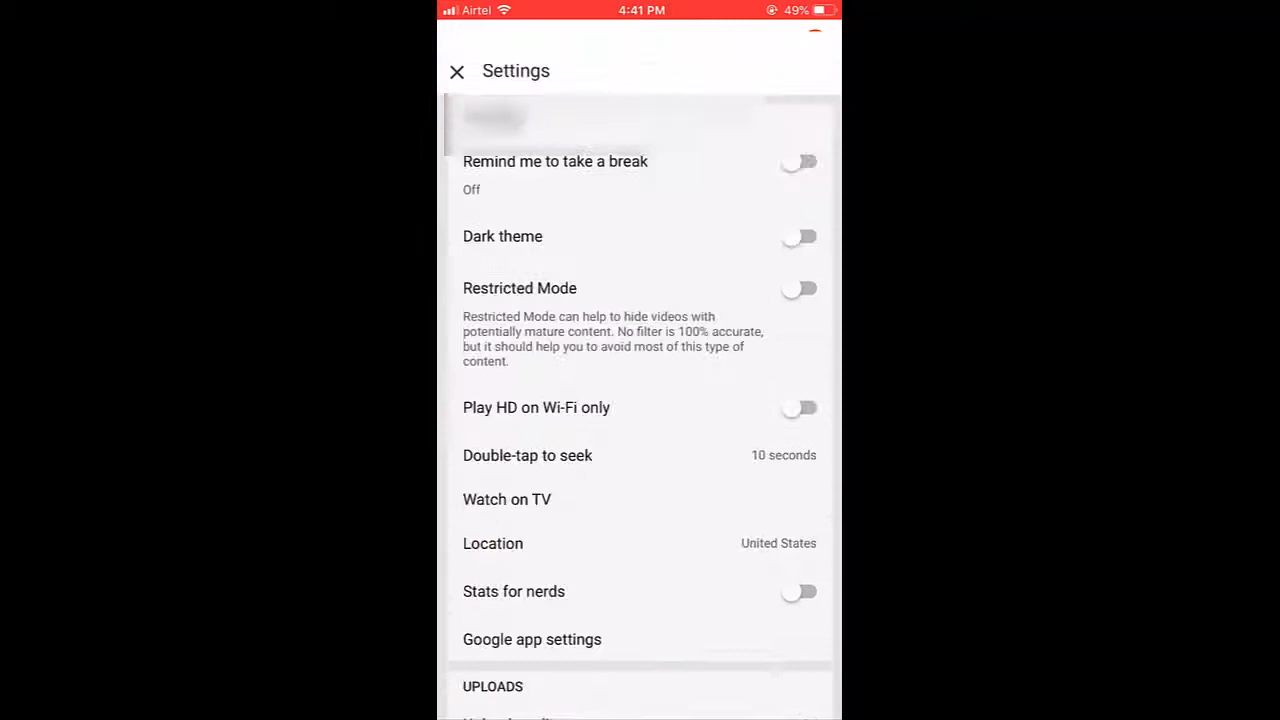 Airtel 4:41 PM 49%
Settings
Remind me to take a break
Off
Dark theme
Restricted Mode
Restricted Mode can help to hide videos with
potentially mature content. No filter is 100% accurate,
but it should help you to avoid most of this type of
content.
Play HD on Wi-Fi only
Double-tap to seek 10 seconds
Watch on TV
Location United States
Stats for nerds
Google app settings
UPLOADS